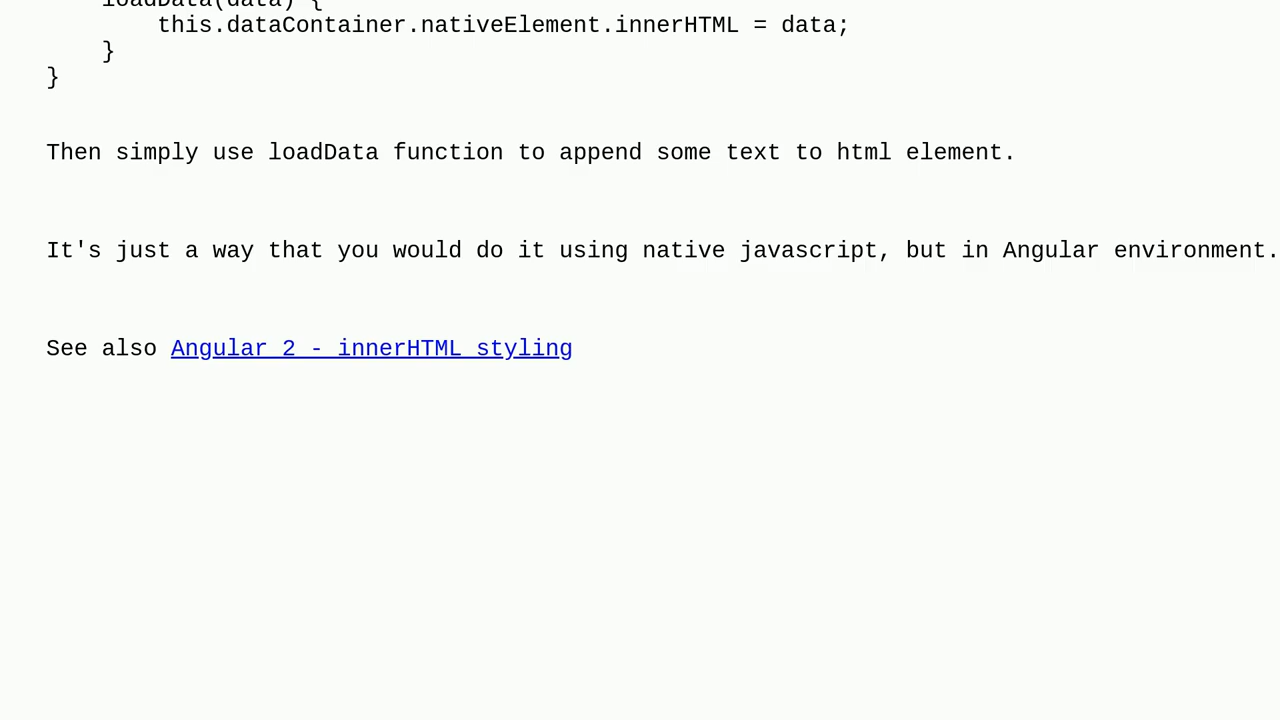 loadData(data) {
this.dataContainer.nativeElement.innerHTML = data;
}
}
Then simply use loadData function to append some text to html element.
It's just a way that you would do it using native javascript, but in Angular environment.
See also Angular 2 - innerHTML styling